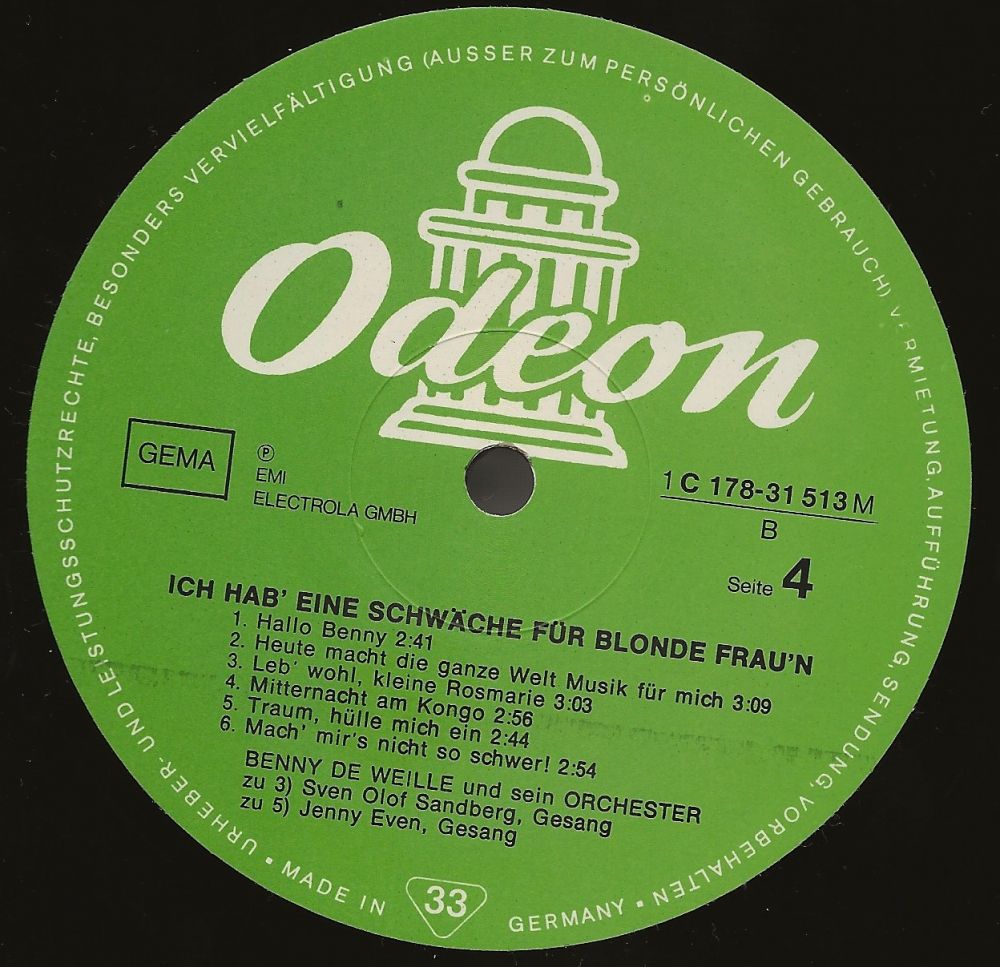 URHEBER- UND LEISTUNGSSCHUTZRECHTE, BESONDERS VERVIELFÄLTIGUNG (AUSSER ZUM PERSÖNLICHEN GEBRAUCH) VERMIETUNG, AUFFÜHRUNG, SENDUNG, VORBEHALTEN
Odeon
GEMA
℗
EMI
ELECTROLA GMBH
1 C 178-31 513 M
B
Seite 4
ICH HAB' EINE SCHWÄCHE FÜR BLONDE FRAU'N
1. Hallo Benny 2:41
2. Heute macht die ganze Welt Musik für mich 3:09
3. Leb' wohl, kleine Rosmarie 3:03
4. Mitternacht am Kongo 2:56
5. Traum, hülle mich ein 2:44
6. Mach' mir's nicht so schwer! 2:54
BENNY DE WEILLE und sein ORCHESTER
zu 3) Sven Olof Sandberg, Gesang
zu 5) Jenny Even, Gesang
• MADE IN 33 GERMANY •